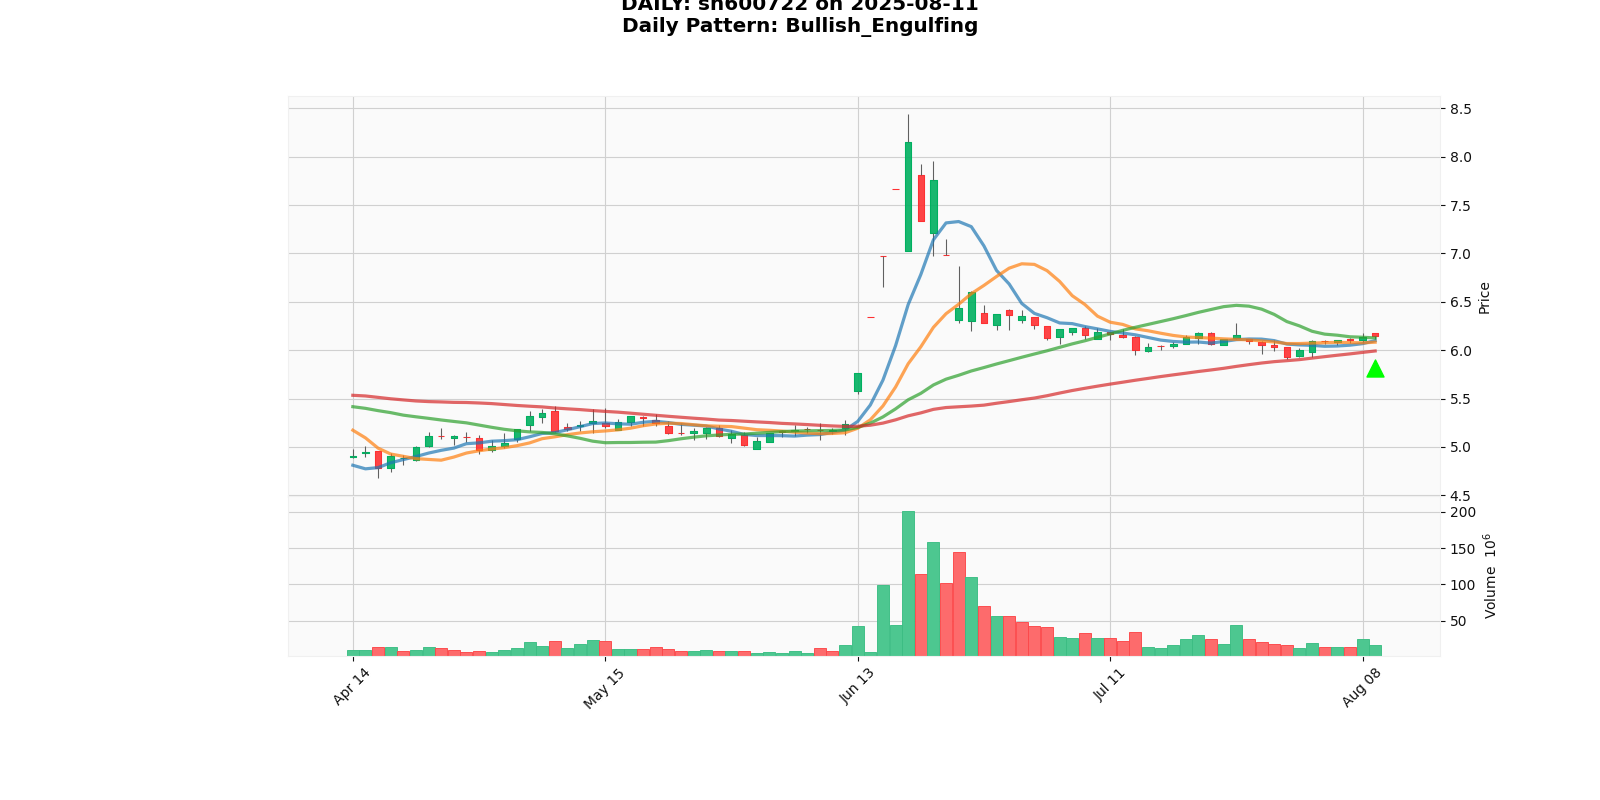 DAILY: sh600722 on 2025-08-11
Daily Pattern: Bullish_Engulfing
8.5
8.0
7.5
7.0
6.5
6.0
5.5
5.0
4.5
Price
200
150
100
50
Volume 10^6
Apr 14
May 15
Jun 13
Jul 11
Aug 08